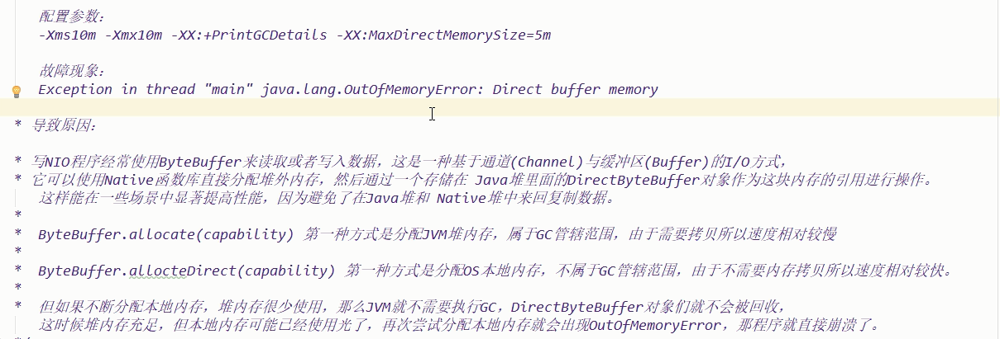 配置参数：
-Xms10m -Xmx10m -XX:+PrintGCDetails -XX:MaxDirectMemorySize=5m
故障现象：
Exception in thread "main" java.lang.OutOfMemoryError: Direct buffer memory
* 导致原因：
* 写NIO程序经常使用ByteBuffer来读取或者写入数据，这是一种基于通道(Channel)与缓冲区(Buffer)的I/O方式，
* 它可以使用Native函数库直接分配堆外内存，然后通过一个存储在 Java堆里面的DirectByteBuffer对象作为这块内存的引用进行操作。
这样能在一些场景中显著提高性能，因为避免了在Java堆和 Native堆中来回复制数据。
*
* ByteBuffer.allocate(capability) 第一种方式是分配JVM堆内存，属于GC管辖范围，由于需要拷贝所以速度相对较慢
*
* ByteBuffer.allocteDirect(capability) 第一种方式是分配OS本地内存，不属于GC管辖范围，由于不需要内存拷贝所以速度相对较快。
*
* 但如果不断分配本地内存，堆内存很少使用，那么JVM就不需要执行GC，DirectByteBuffer对象们就不会被回收，
这时候堆内存充足，但本地内存可能已经使用光了，再次尝试分配本地内存就会出现OutOfMemoryError，那程序就直接崩溃了。